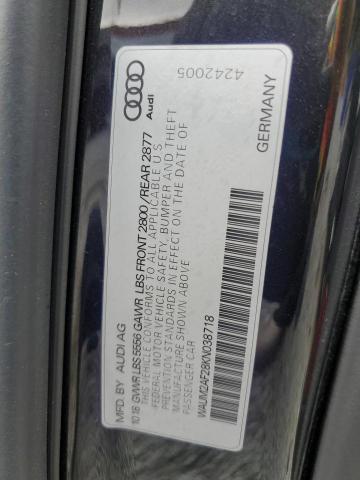 MFD. BY AUDI AG
10.18 GVWR LBS 5556 GAWR LBS FRONT 2800 / REAR 2877
THIS VEHICLE CONFORMS TO ALL APPLICABLE U S
FEDERAL MOTOR VEHICLE SAFETY, BUMPER AND THEFT
PREVENTION STANDARDS IN EFFECT ON THE DATE OF
MANUFACTURE SHOWN ABOVE
PASSENGER CAR
WAUM2AF28KN038718
Audi
4242005
GERMANY